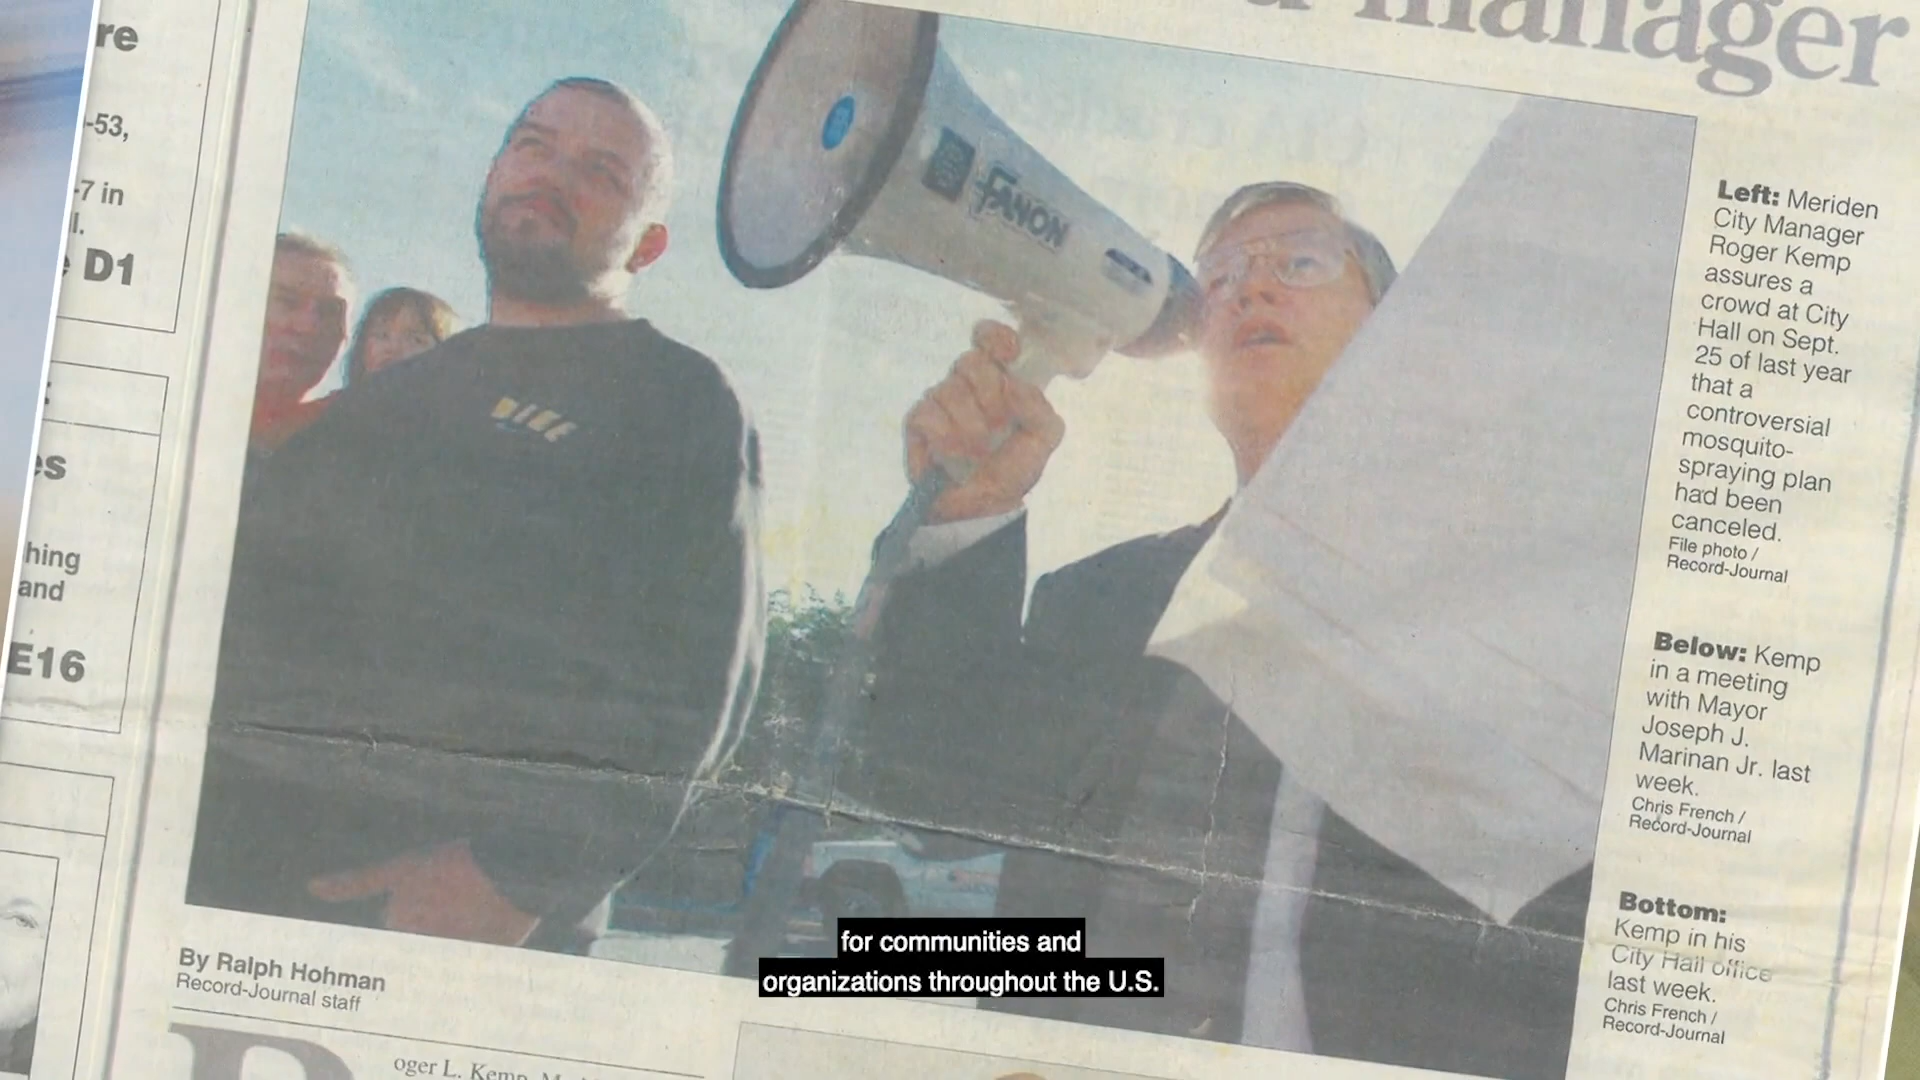 manager
re
-53,
-7 in
l.
D1
es
hing
and
E16
FANON
NIKE
Left: Meriden
City Manager
Roger Kemp
assures a
crowd at City
Hall on Sept.
25 of last year
that a
controversial
mosquito-
spraying plan
had been
canceled.
File photo /
Record-Journal
Below: Kemp
in a meeting
with Mayor
Joseph J.
Marinan Jr. last
week.
Chris French /
Record-Journal
Bottom:
Kemp in his
City Hall office
last week.
Chris French /
Record-Journal
By Ralph Hohman
Record-Journal staff
oger L. Kemp,
for communities and
organizations throughout the U.S.